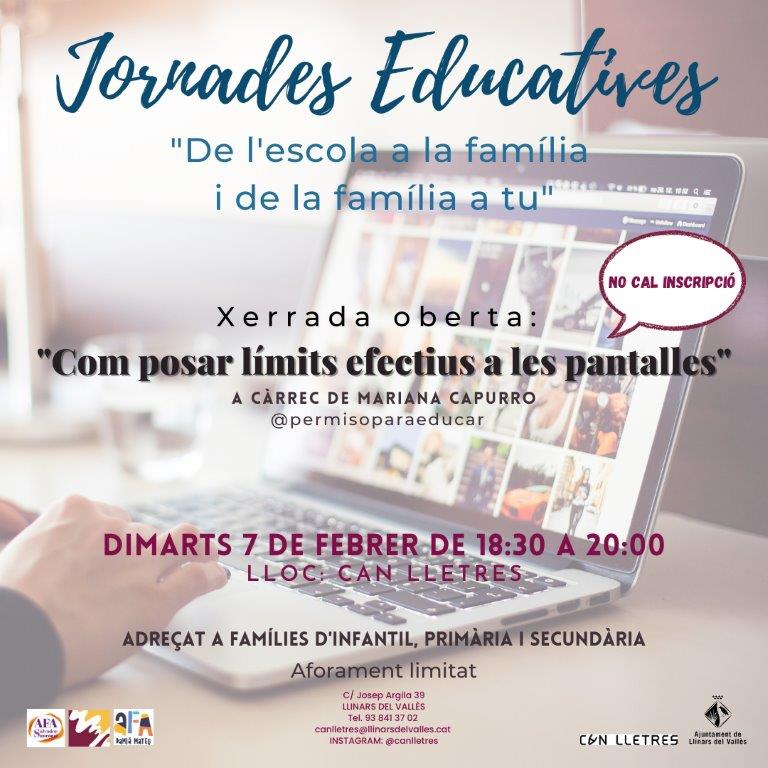 Jornades Educatives
"De l'escola a la família
i de la família a tu"
NO CAL INSCRIPCIÓ
Xerrada oberta:
"Com posar límits efectius a les pantalles"
A CÀRREC DE MARIANA CAPURRO
@permisoparaeducar
DIMARTS 7 DE FEBRER DE 18:30 A 20:00
LLOC: CAN LLETRES
ADREÇAT A FAMÍLIES D'INFANTIL, PRIMÀRIA I SECUNDÀRIA
Aforament limitat
C/ Josep Argila 39
LLINARS DEL VALLÈS
Tel. 93 841 37 02
canlletres@llinarsdelvalles.cat
INSTAGRAM: @canlletres
AFA
AFA
DAMIÀ MATEU
CAN LLETRES
Ajuntament de
Llinars del Vallès